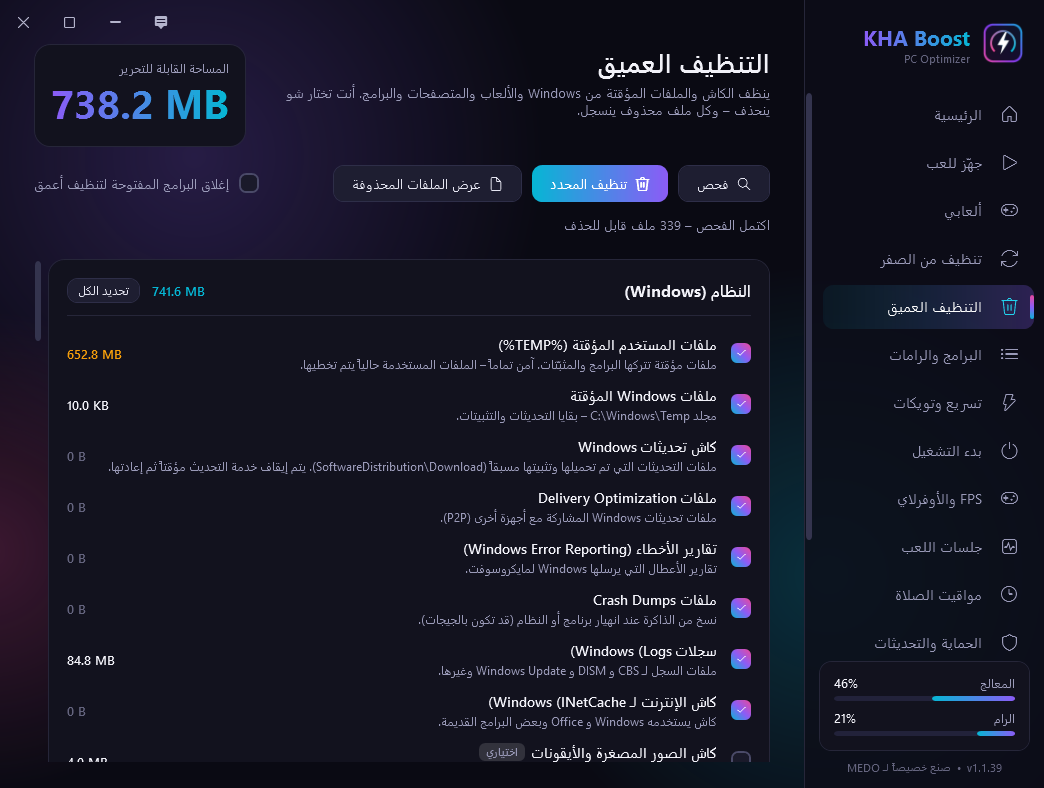 KHA Boost
PC Optimizer
الرئيسية
جهّز للعب
ألعابي
تنظيف من الصفر
التنظيف العميق
البرامج والرامات
تسريع وتويكات
بدء التشغيل
FPS والأوفرلاي
جلسات اللعب
مواقيت الصلاة
الحماية والتحديثات
المعالج 46%
الرام 21%
صنع خصيصاً لـ MEDO • v1.1.39
التنظيف العميق
ينظف الكاش والملفات المؤقتة من Windows والألعاب والمتصفحات والبرامج. أنت تختار شو
ينحذف – وكل ملف محذوف ينسجل.
المساحة القابلة للتحرير
738.2 MB
فحص
تنظيف المحدد
عرض الملفات المحذوفة
إغلاق البرامج المفتوحة لتنظيف أعمق
اكتمل الفحص – 339 ملف قابل للحذف
النظام (Windows) 741.6 MB تحديد الكل
ملفات المستخدم المؤقتة (%TEMP%)
ملفات مؤقتة تتركها البرامج والمثبّتات. آمن تماماً – الملفات المستخدمة حالياً يتم تخطيها.
652.8 MB
ملفات Windows المؤقتة
مجلد C:\Windows\Temp – بقايا التحديثات والتثبيتات.
10.0 KB
كاش تحديثات Windows
ملفات التحديثات التي تم تحميلها وتثبيتها مسبقاً (SoftwareDistribution\Download). يتم إيقاف خدمة التحديث مؤقتاً ثم إعادتها.
0 B
ملفات Delivery Optimization
ملفات تحديثات Windows المشاركة مع أجهزة أخرى (P2P).
0 B
تقارير الأخطاء (Windows Error Reporting)
تقارير الأعطال التي يرسلها Windows لمايكروسوفت.
0 B
ملفات Crash Dumps
نسخ من الذاكرة عند انهيار برنامج أو النظام (قد تكون بالجيجات).
0 B
سجلات Windows (Logs)
ملفات السجل لـ CBS و DISM و Windows Update وغيرها.
84.8 MB
كاش الإنترنت لـ Windows (INetCache)
كاش يستخدمه Windows و Office وبعض البرامج القديمة.
0 B
كاش الصور المصغرة والأيقونات اختياري
4.0 MB